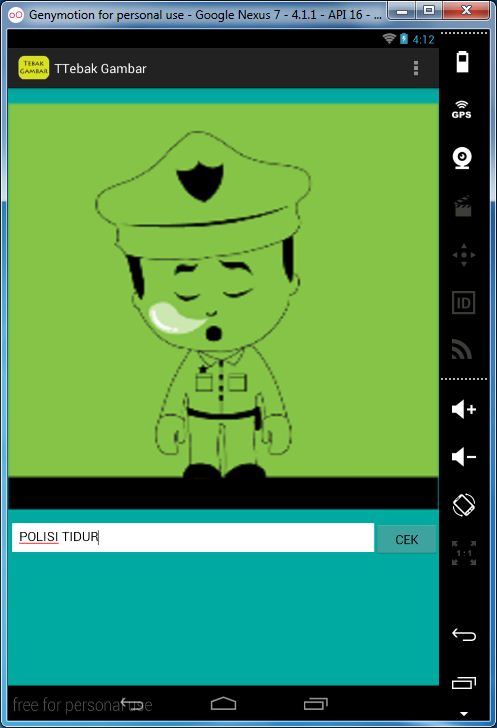 Genymotion for personal use - Google Nexus 7 - 4.1.1 - API 16 - ...
4:12
TEBAK
GAMBAR
TTebak Gambar
GPS
ID
POLISI TIDUR
CEK
1:1
free for personal use